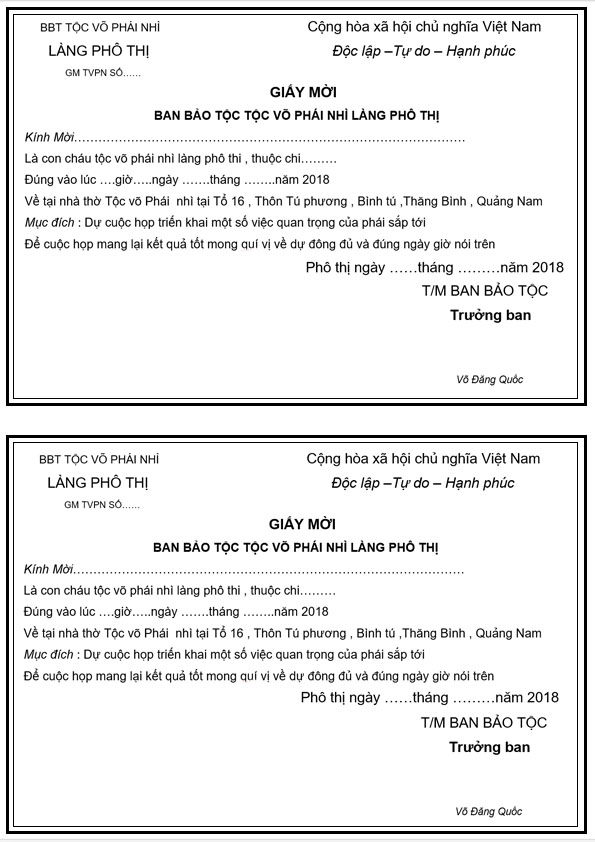 BBT TỘC VÕ PHÁI NHÌ
Cộng hòa xã hội chủ nghĩa Việt Nam
LÀNG PHÔ THỊ
Độc lập –Tự do – Hạnh phúc
GM TVPN SỐ……
GIẤY MỜI
BAN BẢO TỘC TỘC VÕ PHÁI NHÌ LÀNG PHÔ THỊ
Kính Mời……………………………………………………………………………………
Là con cháu tộc võ phái nhì làng phô thi , thuộc chi………
Đúng vào lúc ….giờ…..ngày …….tháng ……..năm 2018
Về tại nhà thờ Tộc võ Phái nhì tại Tổ 16 , Thôn Tú phương , Bình tú ,Thăng Bình , Quảng Nam
Mục đích : Dự cuộc họp triển khai một số việc quan trọng của phái sắp tới
Để cuộc họp mang lại kết quả tốt mong quí vị về dự đông đủ và đúng ngày giờ nói trên
Phô thị ngày ……tháng ………năm 2018
T/M BAN BẢO TỘC
Trưởng ban
Võ Đăng Quốc
BBT TỘC VÕ PHÁI NHÌ
Cộng hòa xã hội chủ nghĩa Việt Nam
LÀNG PHÔ THỊ
Độc lập –Tự do – Hạnh phúc
GM TVPN SỐ……
GIẤY MỜI
BAN BẢO TỘC TỘC VÕ PHÁI NHÌ LÀNG PHÔ THỊ
Kính Mời……………………………………………………………………………………
Là con cháu tộc võ phái nhì làng phô thi , thuộc chi………
Đúng vào lúc ….giờ…..ngày …….tháng ……..năm 2018
Về tại nhà thờ Tộc võ Phái nhì tại Tổ 16 , Thôn Tú phương , Bình tú ,Thăng Bình , Quảng Nam
Mục đích : Dự cuộc họp triển khai một số việc quan trọng của phái sắp tới
Để cuộc họp mang lại kết quả tốt mong quí vị về dự đông đủ và đúng ngày giờ nói trên
Phô thị ngày ……tháng ………năm 2018
T/M BAN BẢO TỘC
Trưởng ban
Võ Đăng Quốc